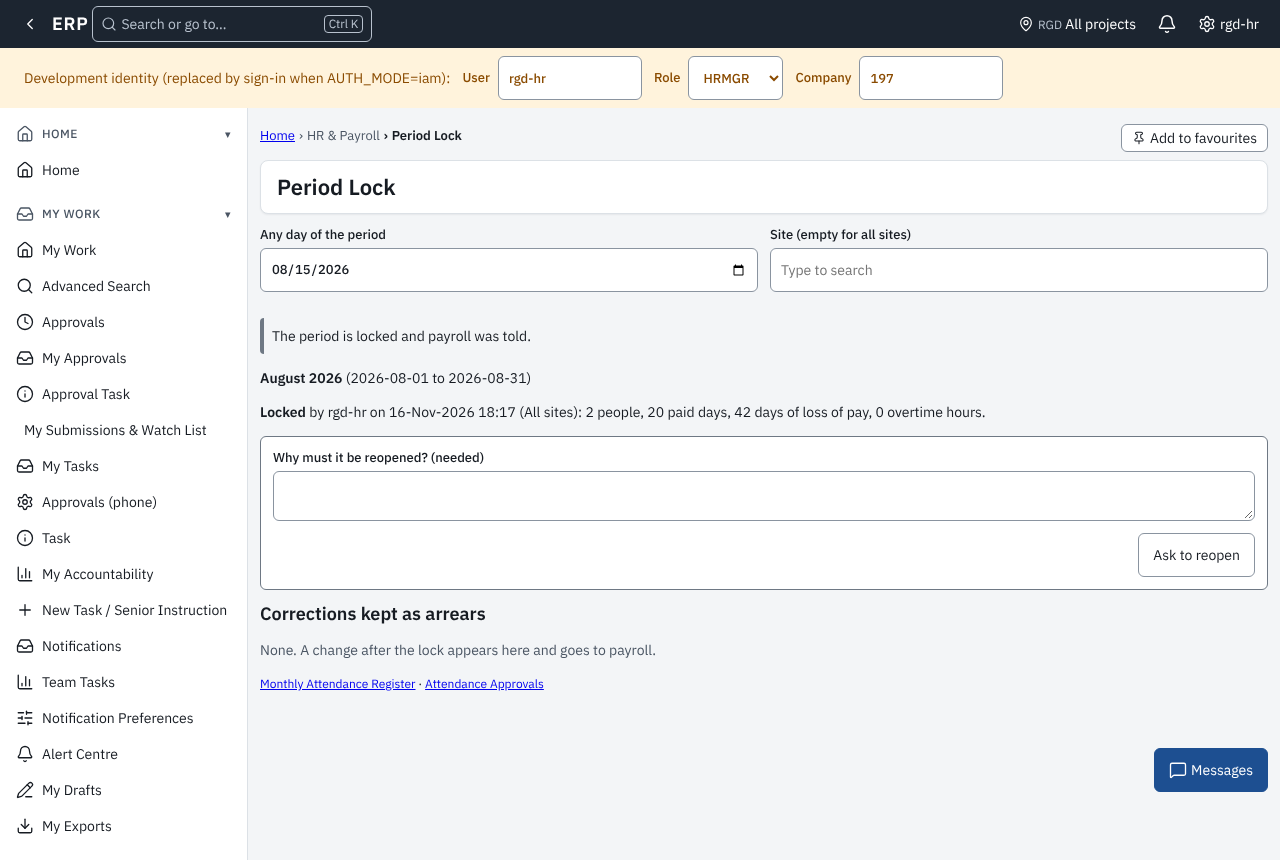 ERP
Search or go to...
Ctrl K
RGD All projects
rgd-hr
Development identity (replaced by sign-in when AUTH_MODE=iam):
User
rgd-hr
Role
HRMGR
Company
197
HOME
Home
MY WORK
My Work
Advanced Search
Approvals
My Approvals
Approval Task
My Submissions & Watch List
My Tasks
Approvals (phone)
Task
My Accountability
New Task / Senior Instruction
Notifications
Team Tasks
Notification Preferences
Alert Centre
My Drafts
My Exports
Home › HR & Payroll › Period Lock
Add to favourites
Period Lock
Any day of the period
08/15/2026
Site (empty for all sites)
Type to search
The period is locked and payroll was told.
August 2026 (2026-08-01 to 2026-08-31)
Locked by rgd-hr on 16-Nov-2026 18:17 (All sites): 2 people, 20 paid days, 42 days of loss of pay, 0 overtime hours.
Why must it be reopened? (needed)
Ask to reopen
Corrections kept as arrears
None. A change after the lock appears here and goes to payroll.
Monthly Attendance Register · Attendance Approvals
Messages